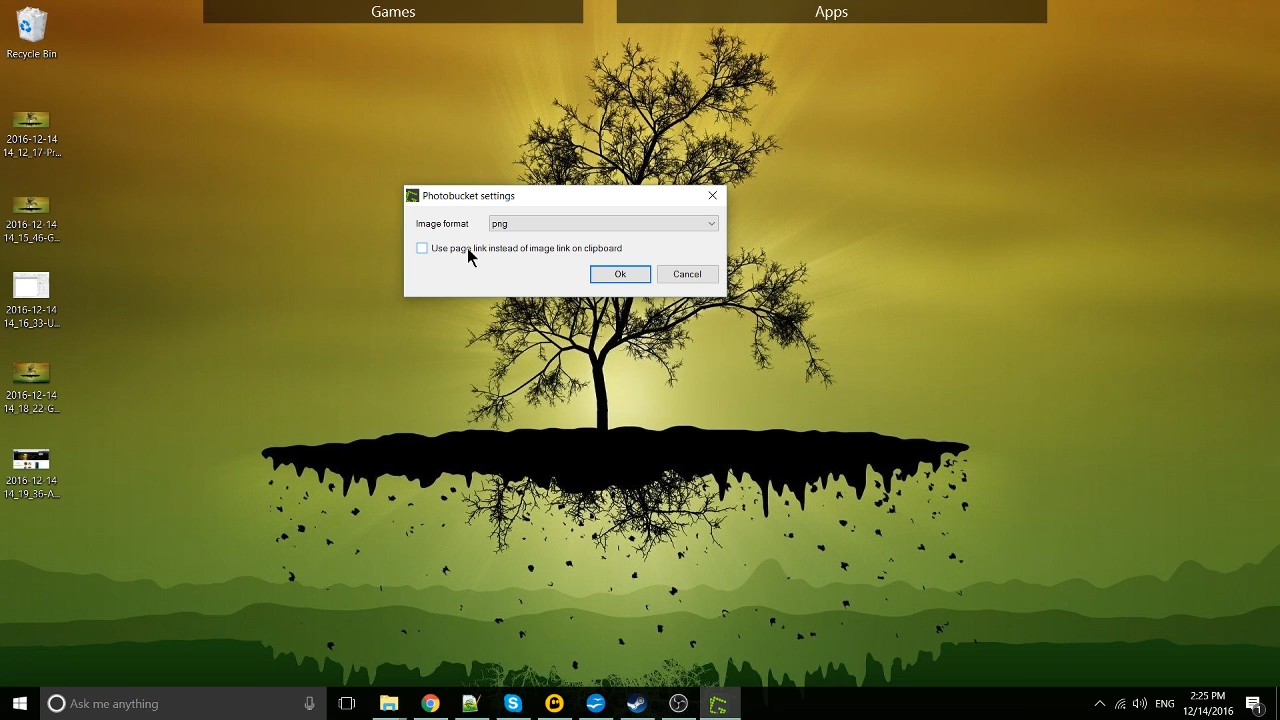 Games
Apps
Recycle Bin
2016-12-14
14_12_17-Pr...
2016-12-14
14_15_46-G...
2016-12-14
14_16_33-U...
2016-12-14
14_18_22-G...
2016-12-14
14_19_36-A...
Photobucket settings
Image format
png
Use page link instead of image link on clipboard
Ok
Cancel
Ask me anything
ENG
2:25 PM
12/14/2016
1